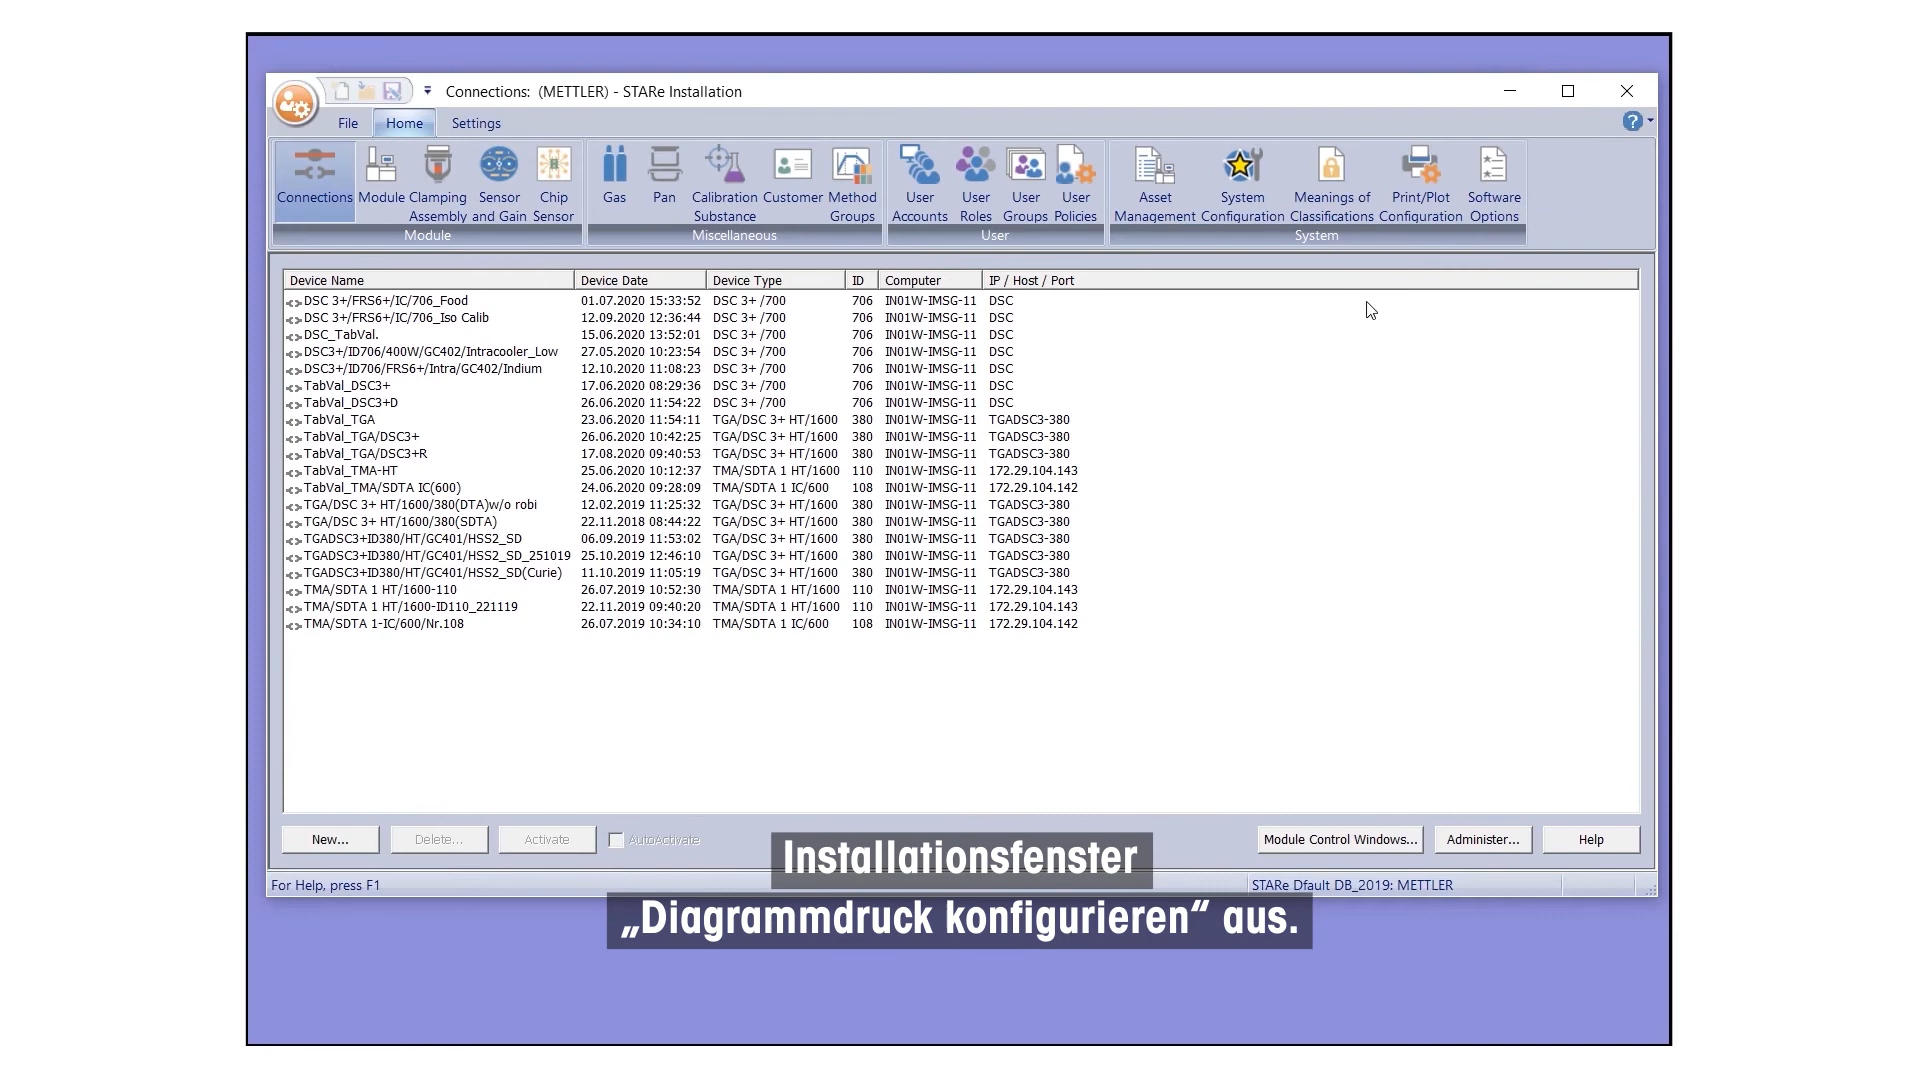 Connections: (METTLER) - STARe Installation
File Home Settings
Connections Module Clamping Assembly Sensor and Gain Chip Sensor
Module
Gas Pan Calibration Substance Customer Method Groups
Miscellaneous
User Accounts User Roles User Groups User Policies
User
Asset Management System Configuration Meanings of Classifications Print/Plot Configuration Software Options
System
Device Name Device Date Device Type ID Computer IP / Host / Port
DSC 3+/FRS6+/IC/706_Food 01.07.2020 15:33:52 DSC 3+ /700 706 IN01W-IMSG-11 DSC
DSC 3+/FRS6+/IC/706_Iso Calib 12.09.2020 12:36:44 DSC 3+ /700 706 IN01W-IMSG-11 DSC
DSC_TabVal. 15.06.2020 13:52:01 DSC 3+ /700 706 IN01W-IMSG-11 DSC
DSC3+/ID706/400W/GC402/Intracooler_Low 27.05.2020 10:23:54 DSC 3+ /700 706 IN01W-IMSG-11 DSC
DSC3+/ID706/FRS6+/Intra/GC402/Indium 12.10.2020 11:08:23 DSC 3+ /700 706 IN01W-IMSG-11 DSC
TabVal_DSC3+ 17.06.2020 08:29:36 DSC 3+ /700 706 IN01W-IMSG-11 DSC
TabVal_DSC3+D 26.06.2020 11:54:22 DSC 3+ /700 706 IN01W-IMSG-11 DSC
TabVal_TGA 23.06.2020 11:54:11 TGA/DSC 3+ HT/1600 380 IN01W-IMSG-11 TGADSC3-380
TabVal_TGA/DSC3+ 26.06.2020 10:42:25 TGA/DSC 3+ HT/1600 380 IN01W-IMSG-11 TGADSC3-380
TabVal_TGA/DSC3+R 17.08.2020 09:40:53 TGA/DSC 3+ HT/1600 380 IN01W-IMSG-11 TGADSC3-380
TabVal_TMA-HT 25.06.2020 10:12:37 TMA/SDTA 1 HT/1600 110 IN01W-IMSG-11 172.29.104.143
TabVal_TMA/SDTA IC(600) 24.06.2020 09:28:09 TMA/SDTA 1 IC/600 108 IN01W-IMSG-11 172.29.104.142
TGA/DSC 3+ HT/1600/380(DTA)w/o robi 12.02.2019 11:25:32 TGA/DSC 3+ HT/1600 380 IN01W-IMSG-11 TGADSC3-380
TGA/DSC 3+ HT/1600/380(SDTA) 22.11.2018 08:44:22 TGA/DSC 3+ HT/1600 380 IN01W-IMSG-11 TGADSC3-380
TGADSC3+ID380/HT/GC401/HSS2_SD 06.09.2019 11:53:02 TGA/DSC 3+ HT/1600 380 IN01W-IMSG-11 TGADSC3-380
TGADSC3+ID380/HT/GC401/HSS2_SD_251019 25.10.2019 12:46:10 TGA/DSC 3+ HT/1600 380 IN01W-IMSG-11 TGADSC3-380
TGADSC3+ID380/HT/GC401/HSS2_SD(Curie) 11.10.2019 11:05:19 TGA/DSC 3+ HT/1600 380 IN01W-IMSG-11 TGADSC3-380
TMA/SDTA 1 HT/1600-110 26.07.2019 10:52:30 TMA/SDTA 1 HT/1600 110 IN01W-IMSG-11 172.29.104.143
TMA/SDTA 1 HT/1600-ID110_221119 22.11.2019 09:40:20 TMA/SDTA 1 HT/1600 110 IN01W-IMSG-11 172.29.104.143
TMA/SDTA 1-IC/600/Nr.108 26.07.2019 10:34:10 TMA/SDTA 1 IC/600 108 IN01W-IMSG-11 172.29.104.142
New... Delete... Activate AutoActivate Module Control Windows... Administer... Help
Installationsfenster
For Help, press F1 STARe Dfault DB_2019: METTLER
„Diagrammdruck konfigurieren“ aus.